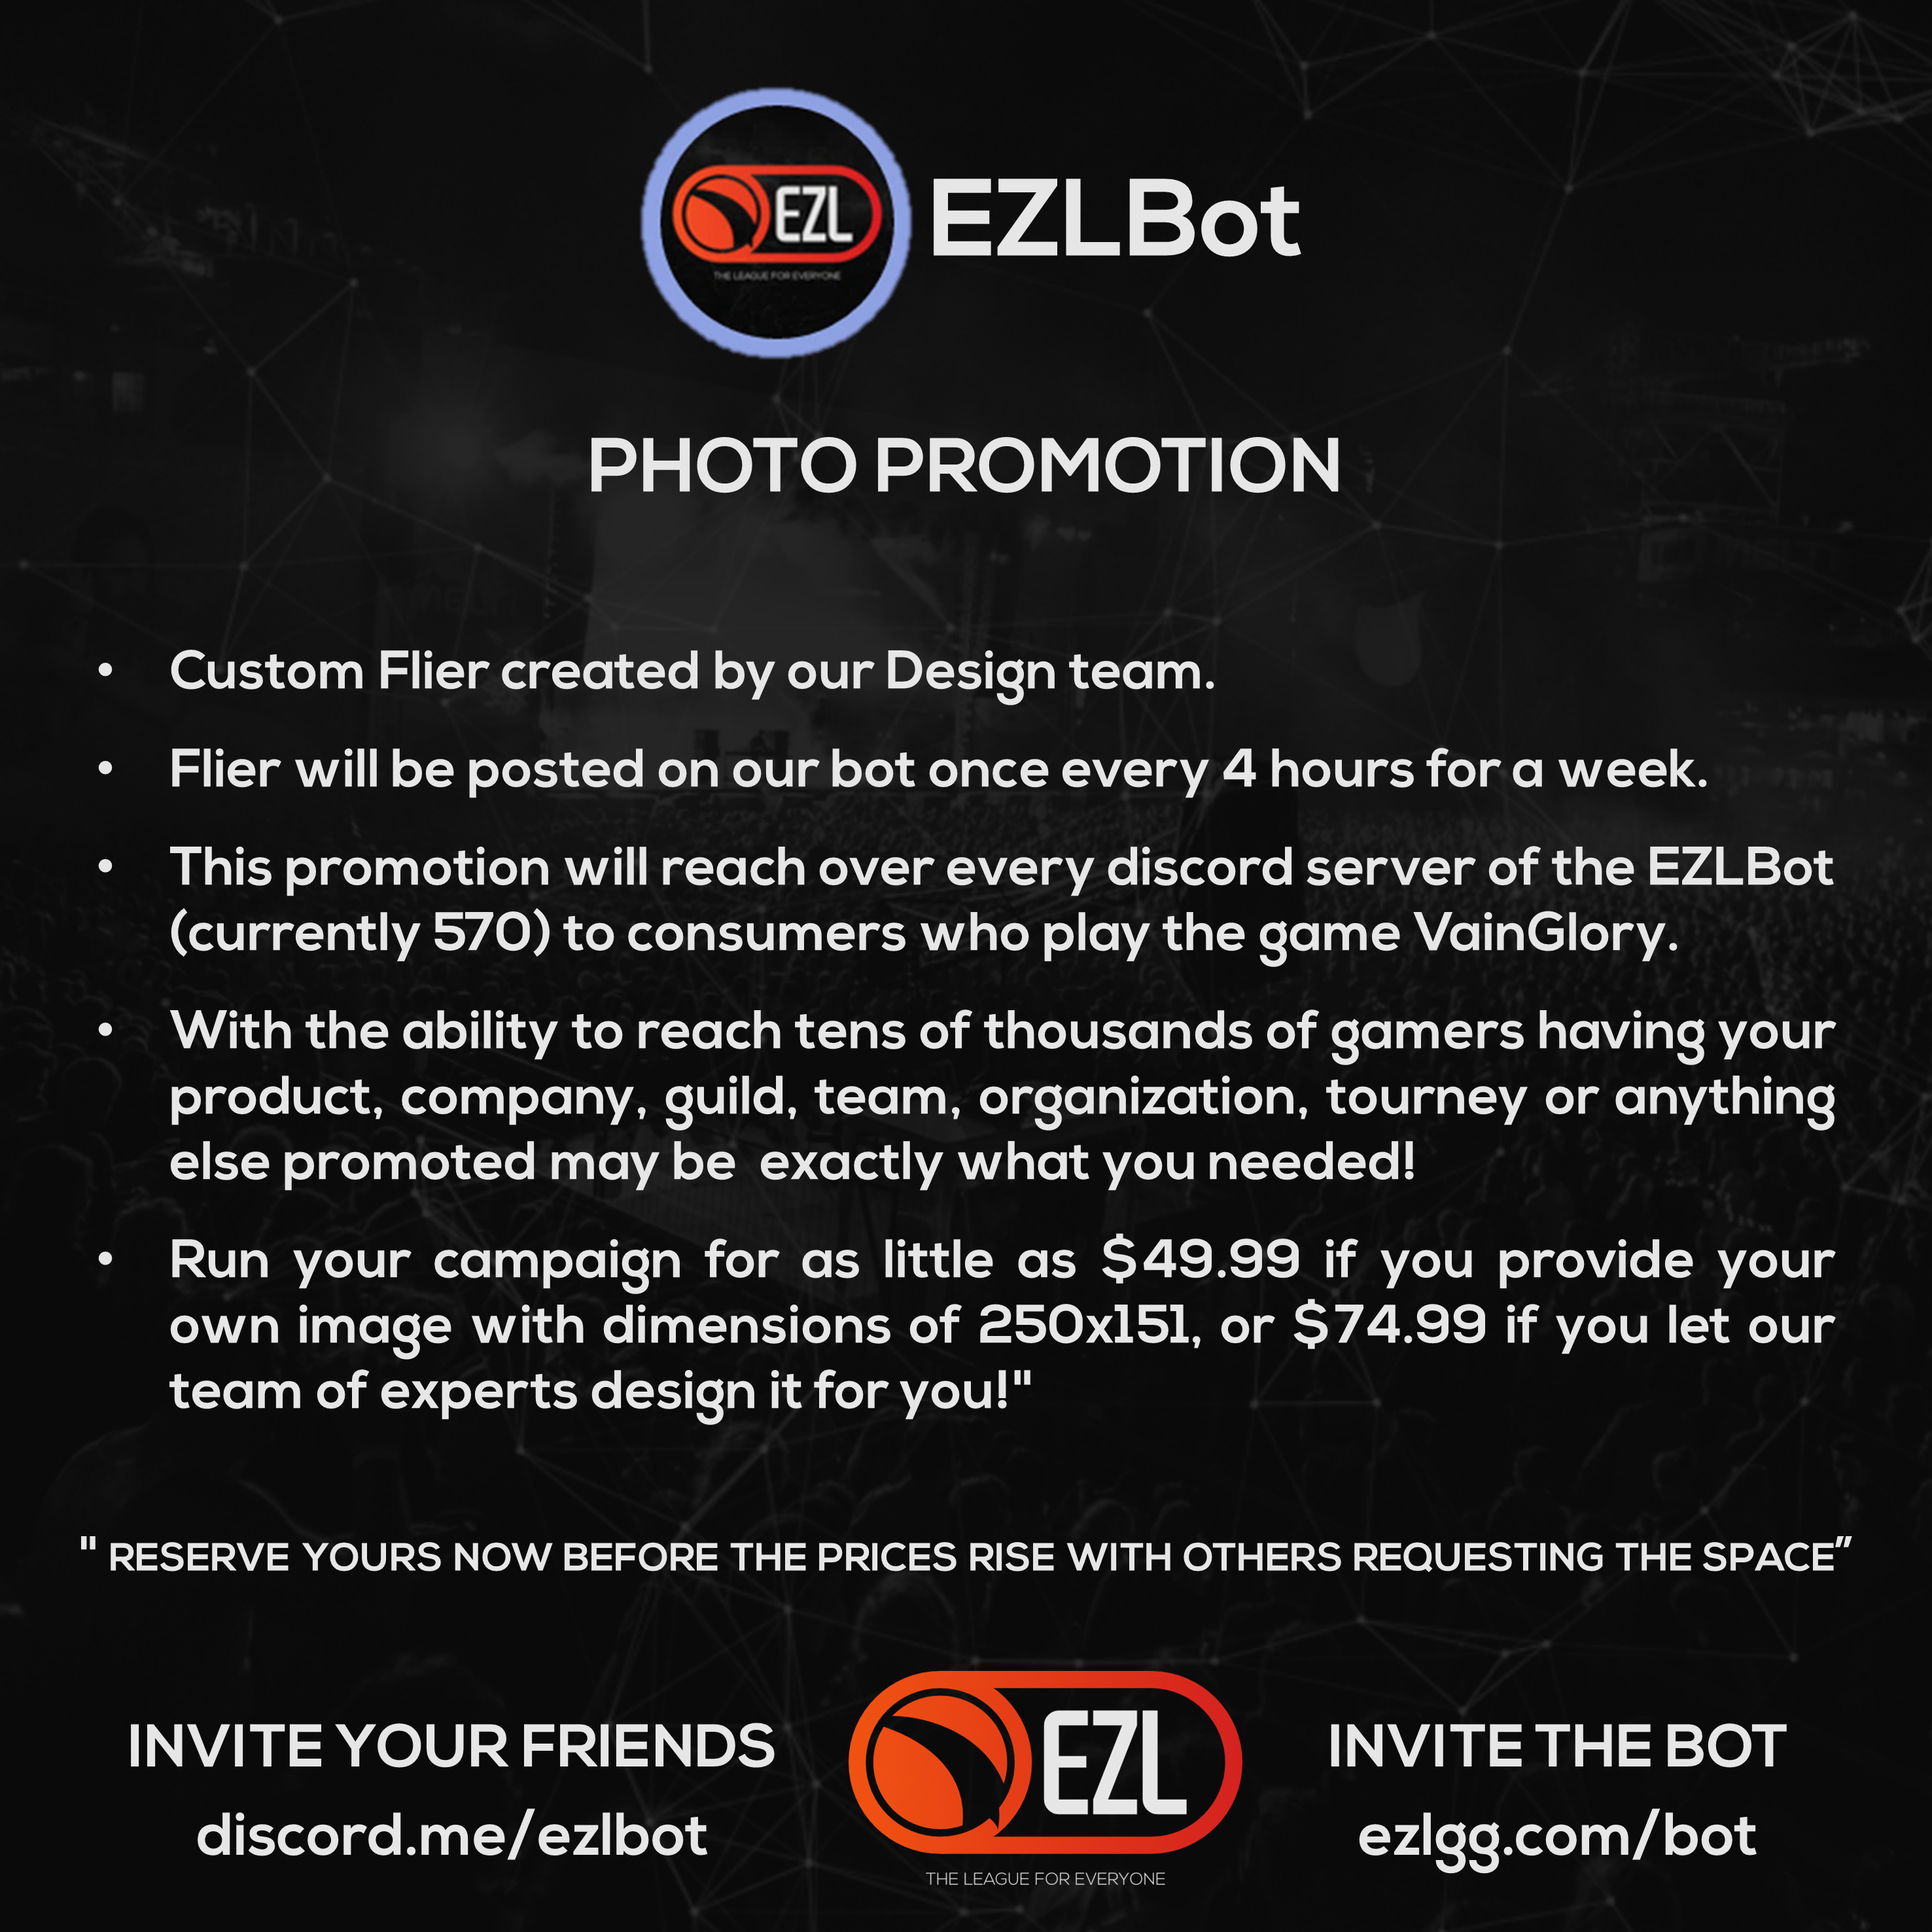 EZL
THE LEAGUE FOR EVERYONE
EZLBot
PHOTO PROMOTION
• Custom Flier created by our Design team.
• Flier will be posted on our bot once every 4 hours for a week.
• This promotion will reach over every discord server of the EZLBot
(currently 570) to consumers who play the game VainGlory.
• With the ability to reach tens of thousands of gamers having your
product, company, guild, team, organization, tourney or anything
else promoted may be exactly what you needed!
• Run your campaign for as little as $49.99 if you provide your
own image with dimensions of 250x151, or $74.99 if you let our
team of experts design it for you!"
" RESERVE YOURS NOW BEFORE THE PRICES RISE WITH OTHERS REQUESTING THE SPACE”
INVITE YOUR FRIENDS
discord.me/ezlbot
EZL
THE LEAGUE FOR EVERYONE
INVITE THE BOT
ezlgg.com/bot